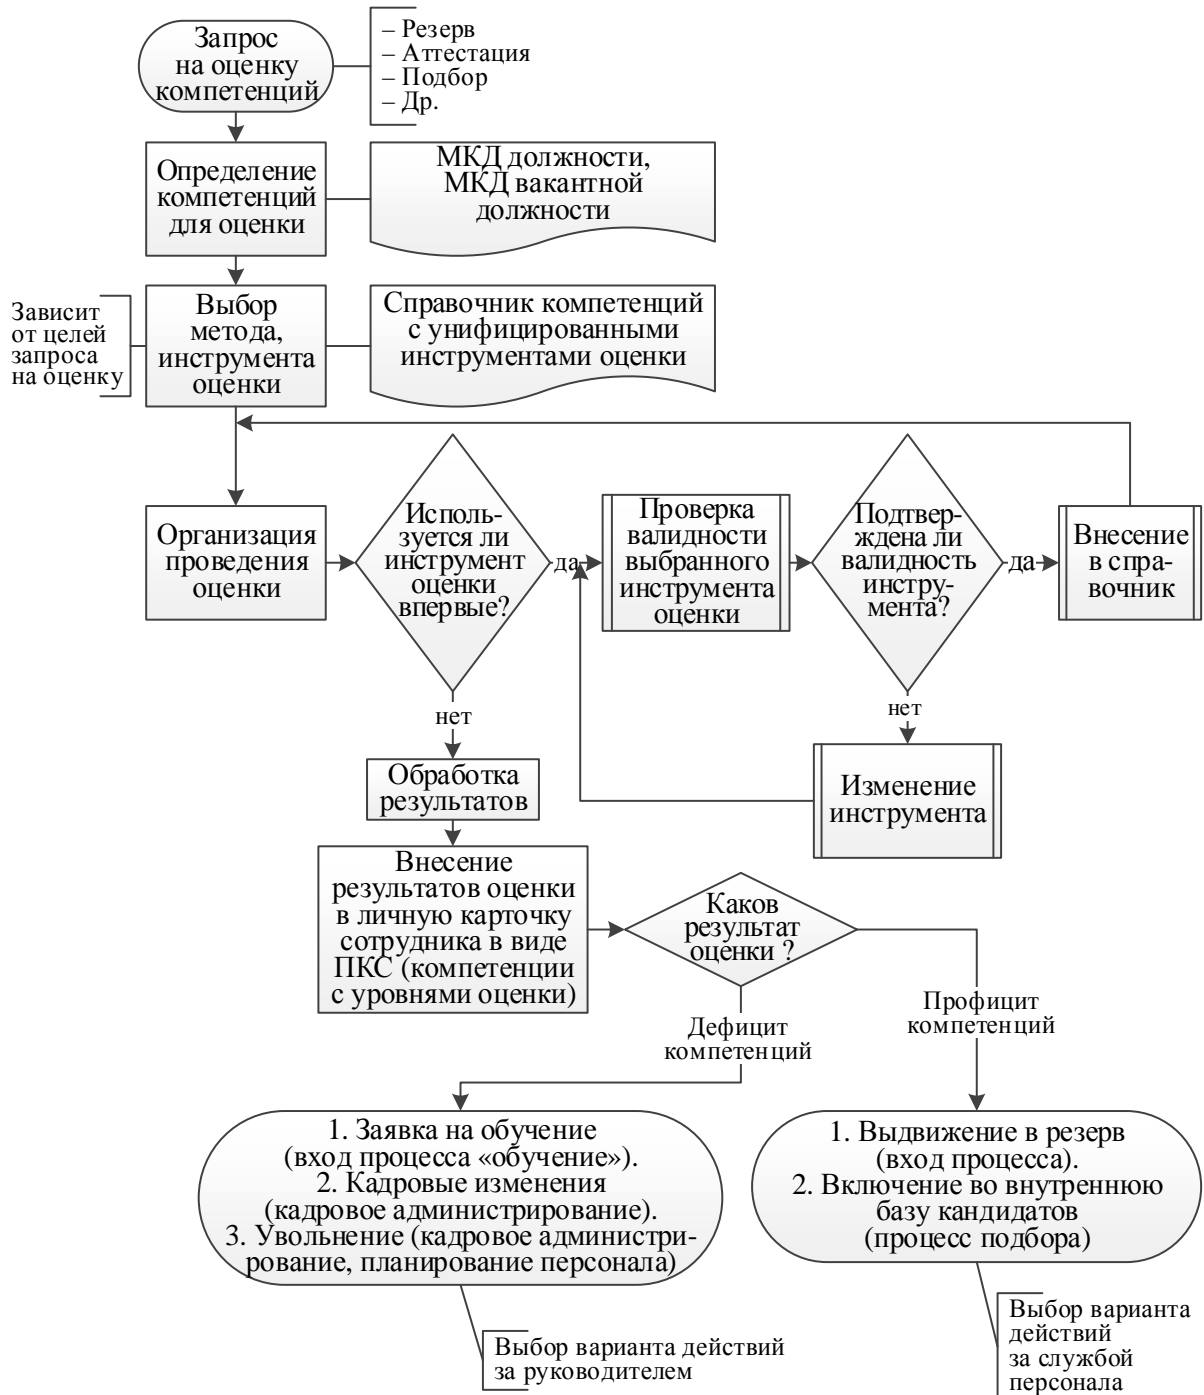 Запрос
на оценку
компетенций
– Резерв
– Аттестация
– Подбор
– Др.
Определение
компетенций
для оценки
МКД должности,
МКД вакантной
должности
Зависит
от целей
запроса
на оценку
Выбор
метода,
инструмента
оценки
Справочник компетенций
с унифицированными
инструментами оценки
Организация
проведения
оценки
Исполь-
зуется ли
инструмент
оценки
впервые?
да
Проверка
валидности
выбранного
инструмента
оценки
Подтвер-
ждена ли
валидность
инстру-
мента?
да
Внесение
в спра-
вочник
нет
нет
Обработка
результатов
Изменение
инструмента
Внесение
результатов оценки
в личную карточку
сотрудника в виде
ПКС (компетенции
с уровнями оценки)
Каков
результат
оценки ?
Дефицит
компетенций
Профицит
компетенций
1. Заявка на обучение
(вход процесса «обучение»).
2. Кадровые изменения
(кадровое администрирование).
3. Увольнение (кадровое администри-
рование, планирование персонала)
1. Выдвижение в резерв
(вход процесса).
2. Включение во внутреннюю
базу кандидатов
(процесс подбора)
Выбор варианта действий
за руководителем
Выбор варианта
действий
за службой
персонала